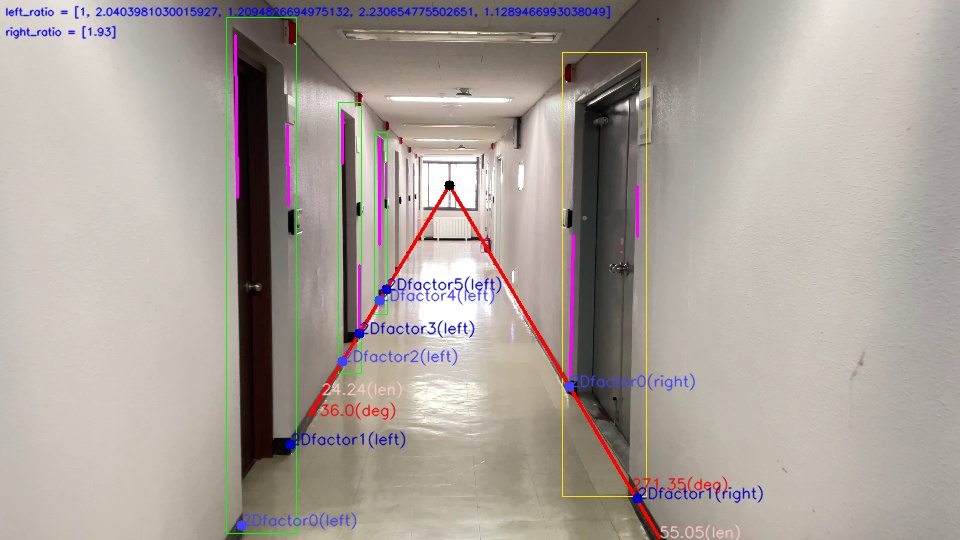 left_ratio = [1, 2.0403981030015927, 1.2094826694975132, 2.230654775502651, 1.1289466993038049]
right_ratio = [1.93]
2Dfactor5(left)
2Dfactor4(left)
2Dfactor3(left)
2Dfactor2(left)
2Dfactor0(right)
24.24(len)
36.0(deg)
2Dfactor1(left)
271.35(deg)
2Dfactor1(right)
2Dfactor0(left)
55.05(len)